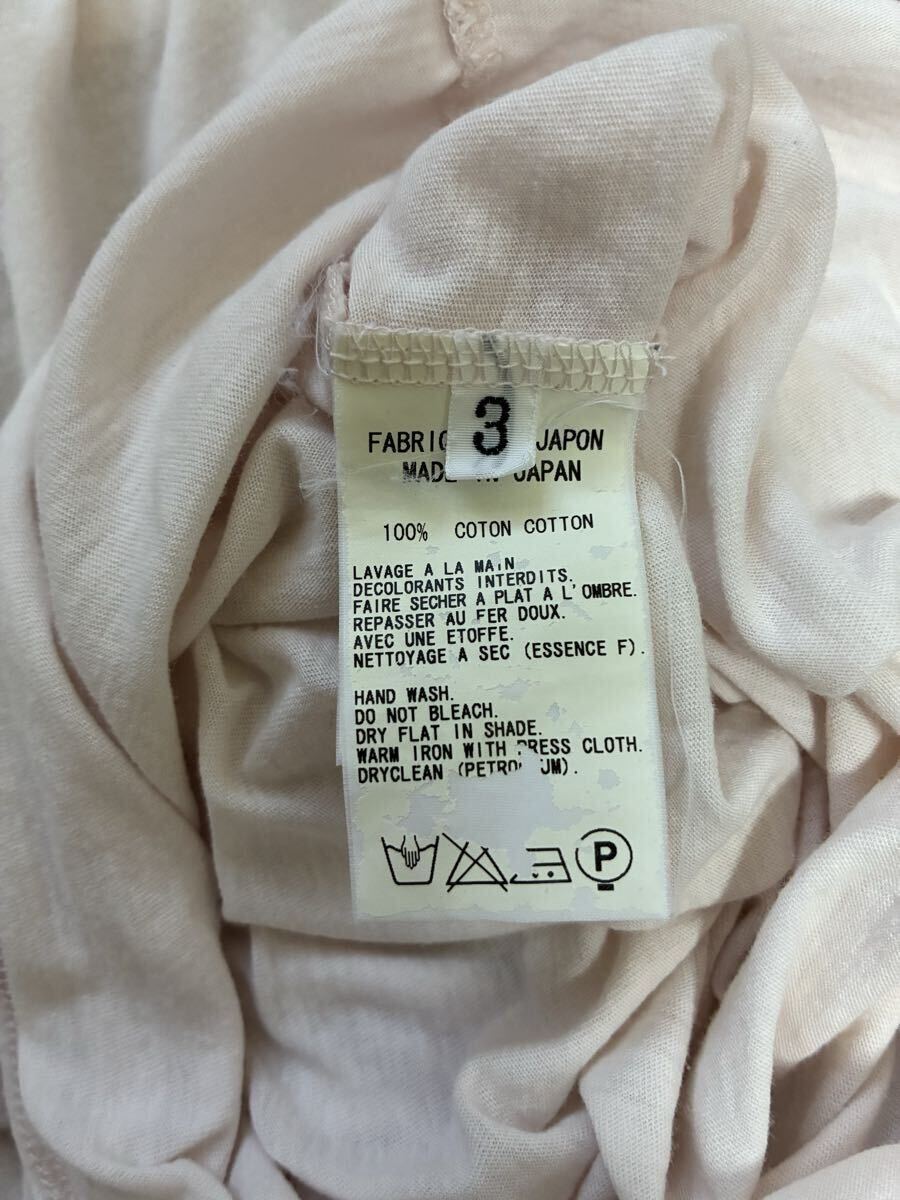 3
FABRIC JAPON
MADE IN JAPAN
100% COTON COTTON
LAVAGE A LA MAIN
DECOLORANTS INTERDITS.
FAIRE SECHER A PLAT A L'OMBRE.
REPASSER AU FER DOUX.
AVEC UNE ETOFFE.
NETTOYAGE A SEC (ESSENCE F).
HAND WASH.
DO NOT BLEACH.
DRY FLAT IN SHADE.
WARM IRON WITH PRESS CLOTH.
DRYCLEAN (PETROLEUM).
P